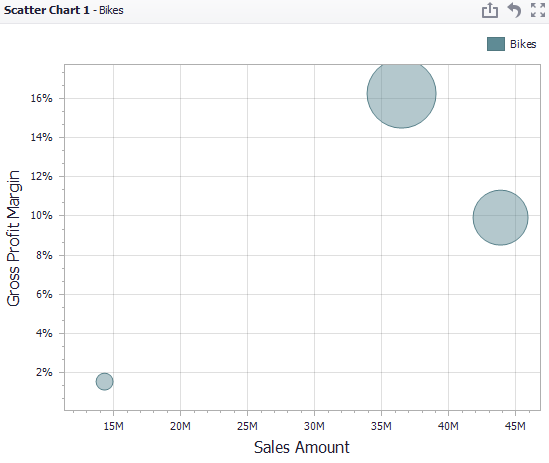 Scatter Chart 1 - Bikes
Bikes
Gross Profit Margin
16%
14%
12%
10%
8%
6%
4%
2%
15M 20M 25M 30M 35M 40M 45M
Sales Amount